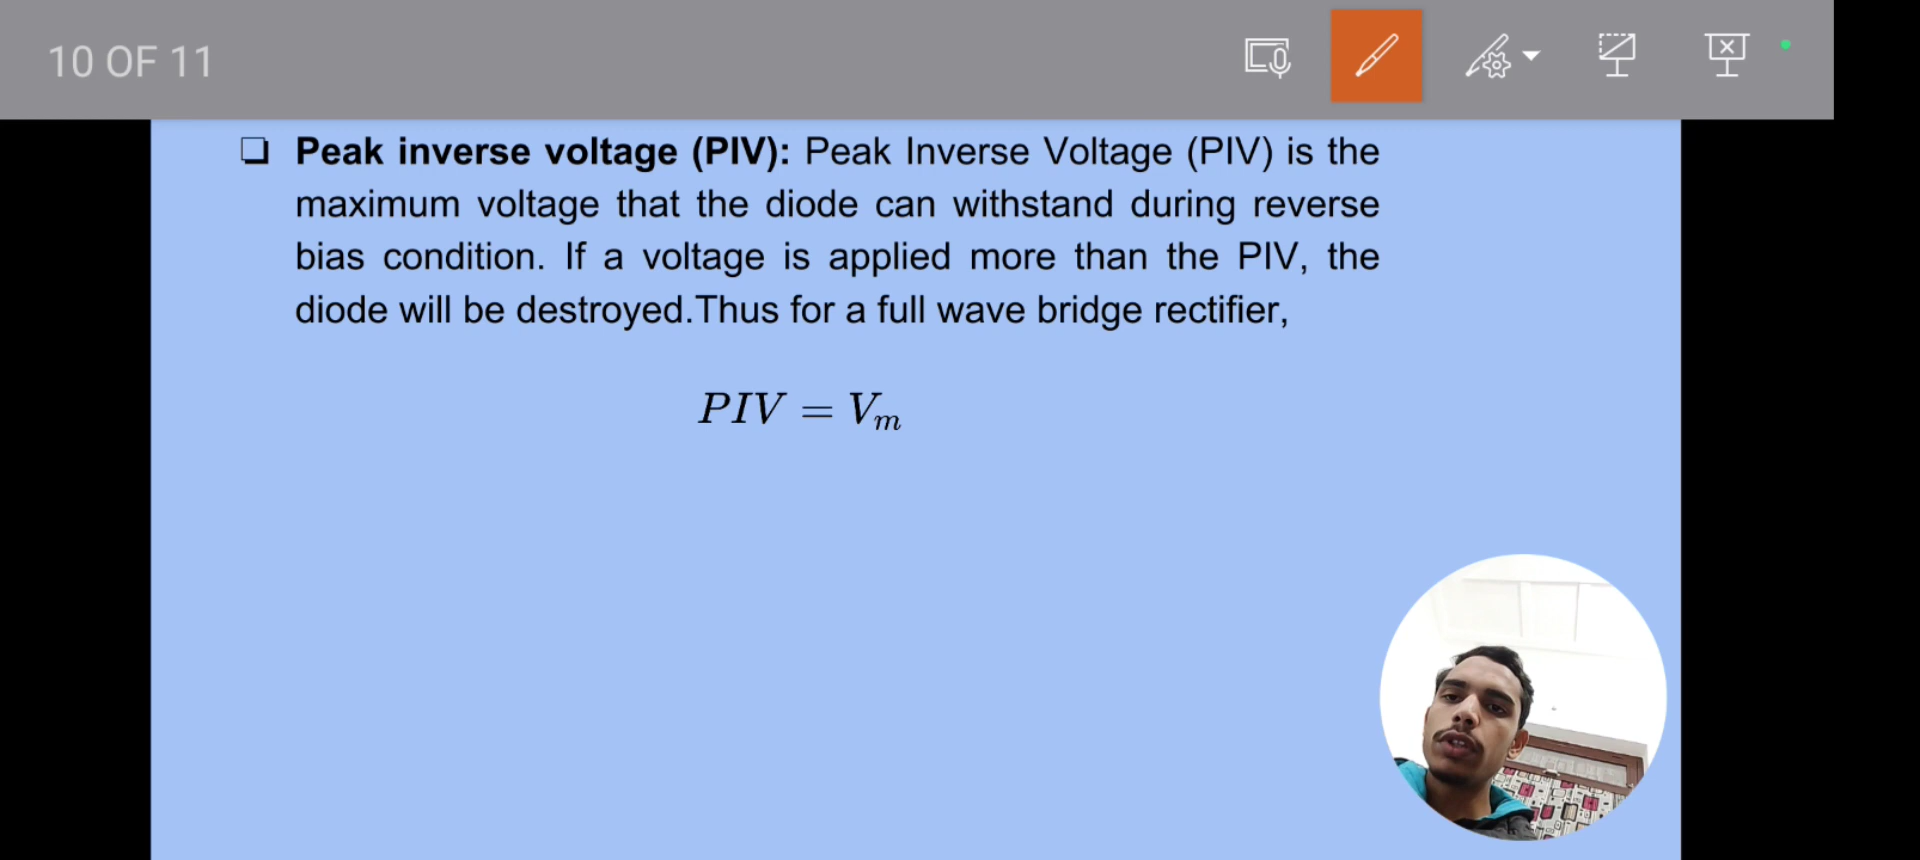 10 OF 11
❑ Peak inverse voltage (PIV): Peak Inverse Voltage (PIV) is the
maximum voltage that the diode can withstand during reverse
bias condition. If a voltage is applied more than the PIV, the
diode will be destroyed.Thus for a full wave bridge rectifier,
PIV = Vₘ